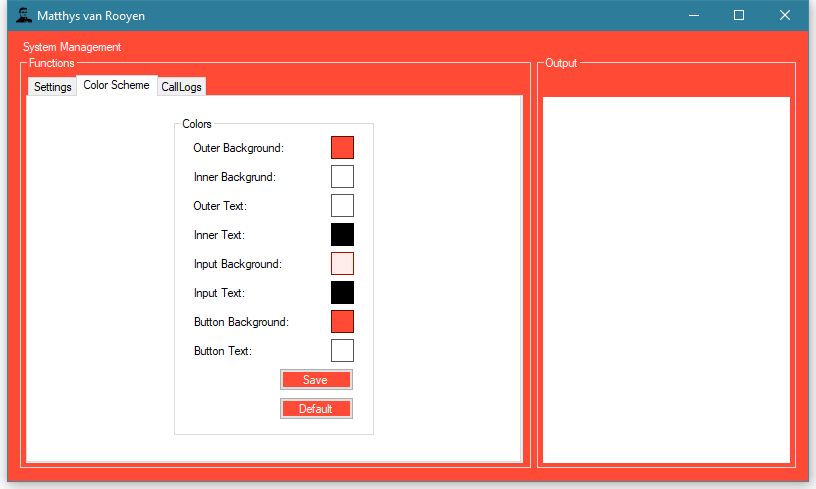 Matthys van Rooyen
System Management
Functions
Output
Settings
Color Scheme
CallLogs
Colors
Outer Background:
Inner Backgrund:
Outer Text:
Inner Text:
Input Background:
Input Text:
Button Background:
Button Text:
Save
Default